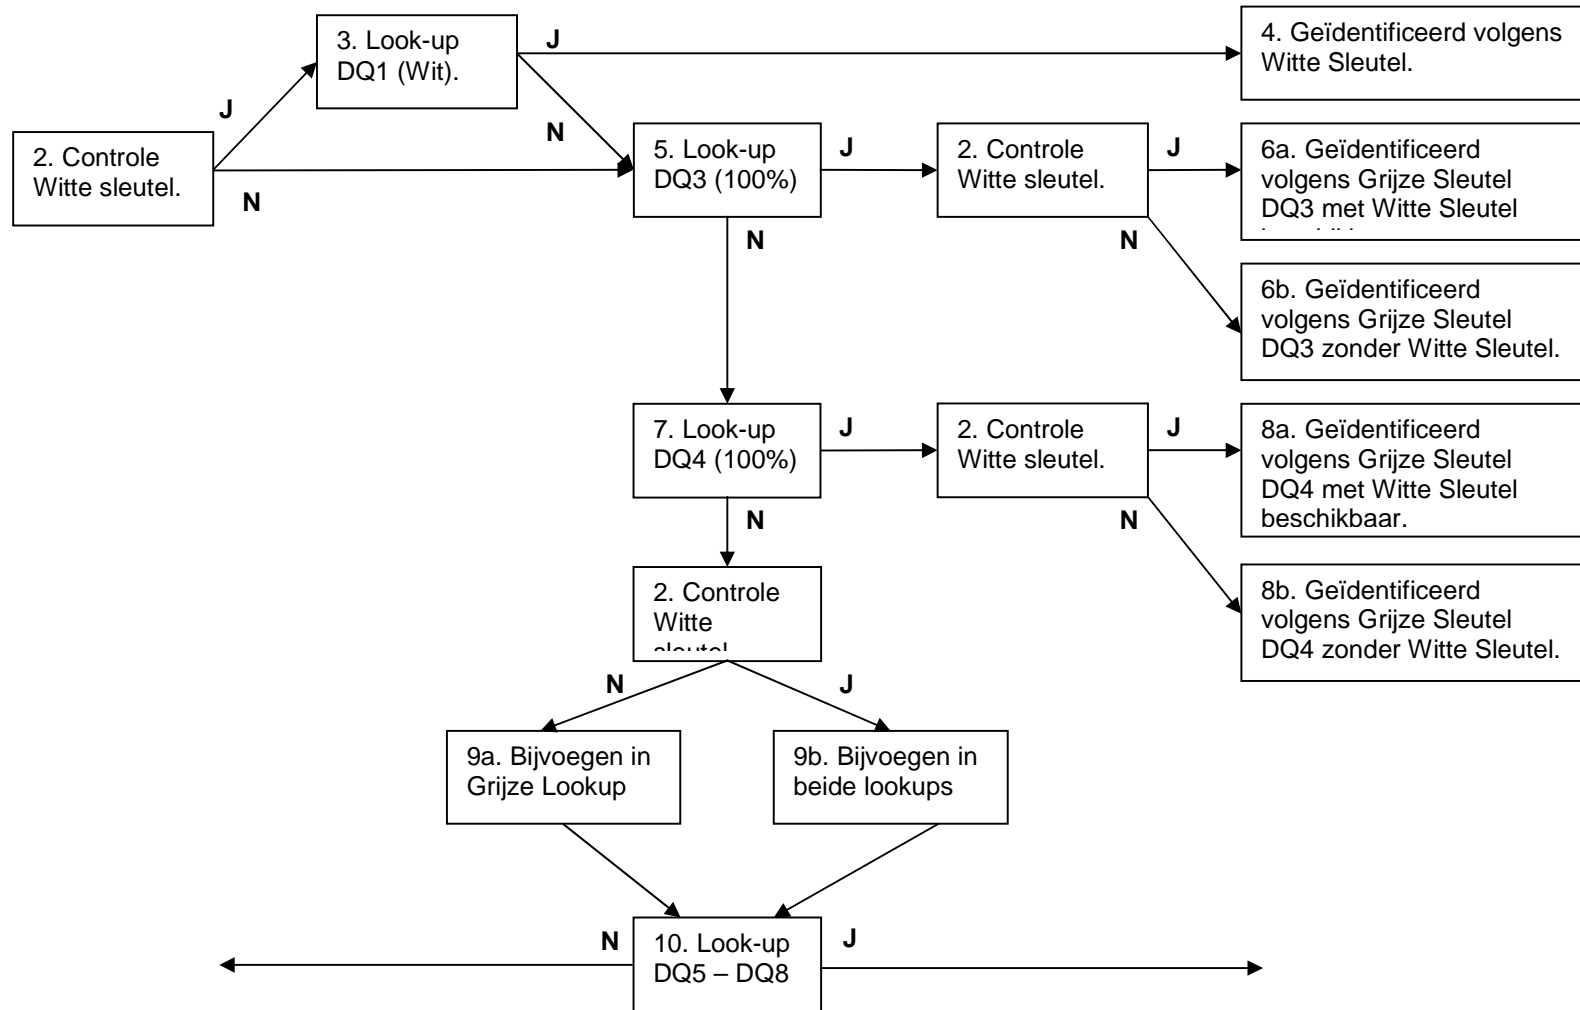 3. Look-up
DQ1 (Wit).
J
4. Geïdentificeerd volgens
Witte Sleutel.
J
N
2. Controle
Witte sleutel.
N
5. Look-up
DQ3 (100%)
J
2. Controle
Witte sleutel.
J
6a. Geïdentificeerd
volgens Grijze Sleutel
DQ3 met Witte Sleutel
N
N
6b. Geïdentificeerd
volgens Grijze Sleutel
DQ3 zonder Witte Sleutel.
7. Look-up
DQ4 (100%)
J
2. Controle
Witte sleutel.
J
8a. Geïdentificeerd
volgens Grijze Sleutel
DQ4 met Witte Sleutel
beschikbaar.
N
N
2. Controle
Witte
8b. Geïdentificeerd
volgens Grijze Sleutel
DQ4 zonder Witte Sleutel.
N
J
9a. Bijvoegen in
Grijze Lookup
9b. Bijvoegen in
beide lookups
N
10. Look-up
DQ5 – DQ8
J